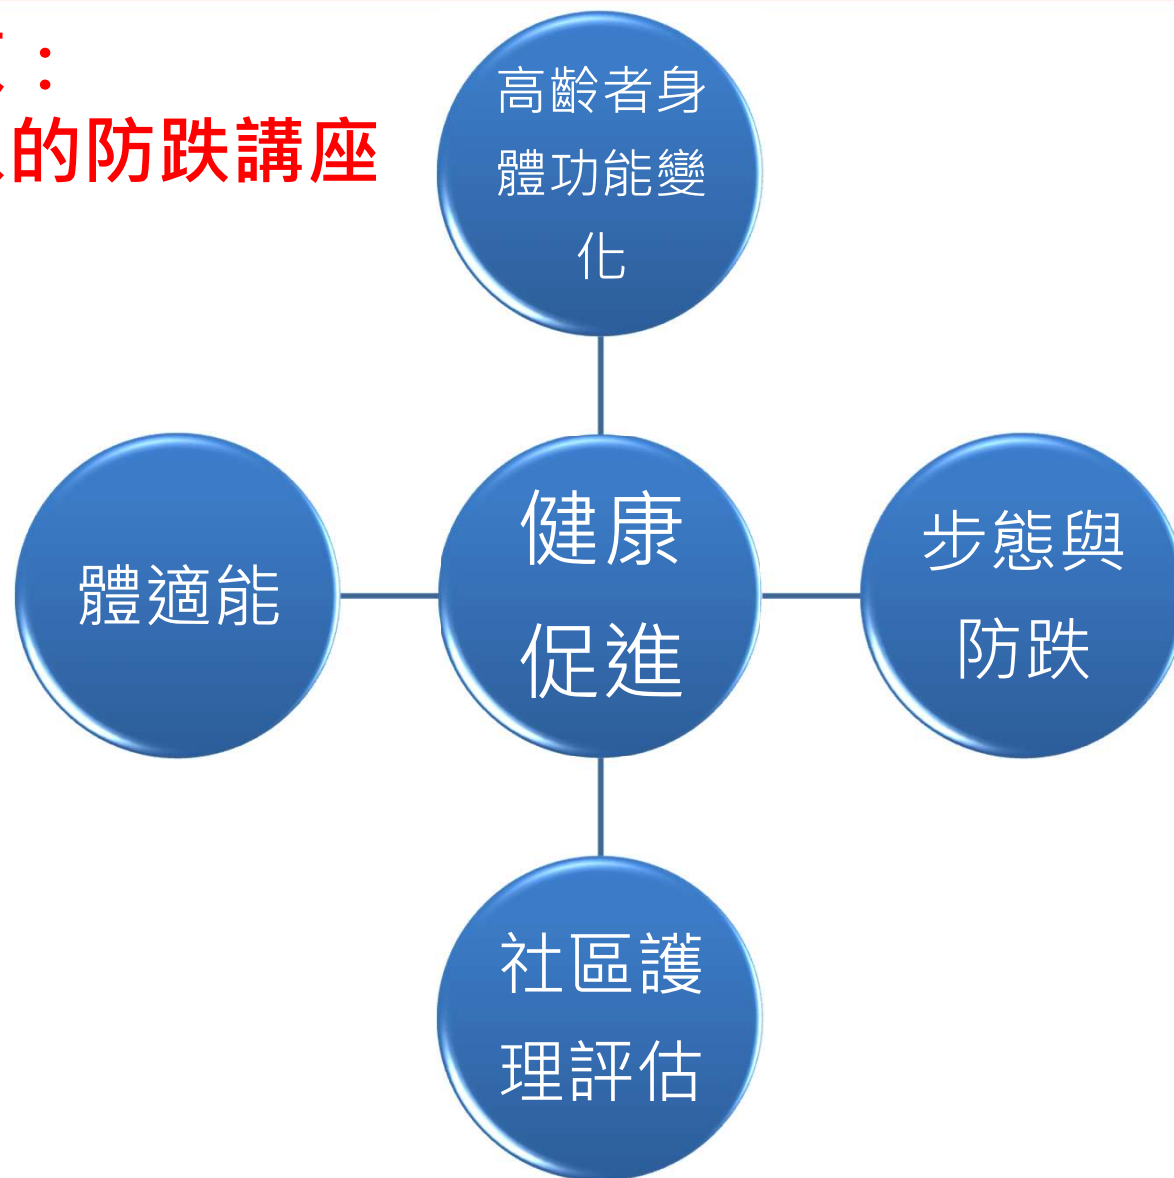 ：
的防跌講座
高齡者身
體功能變
化
體適能
健康
促進
步態與
防跌
社區護
理評估